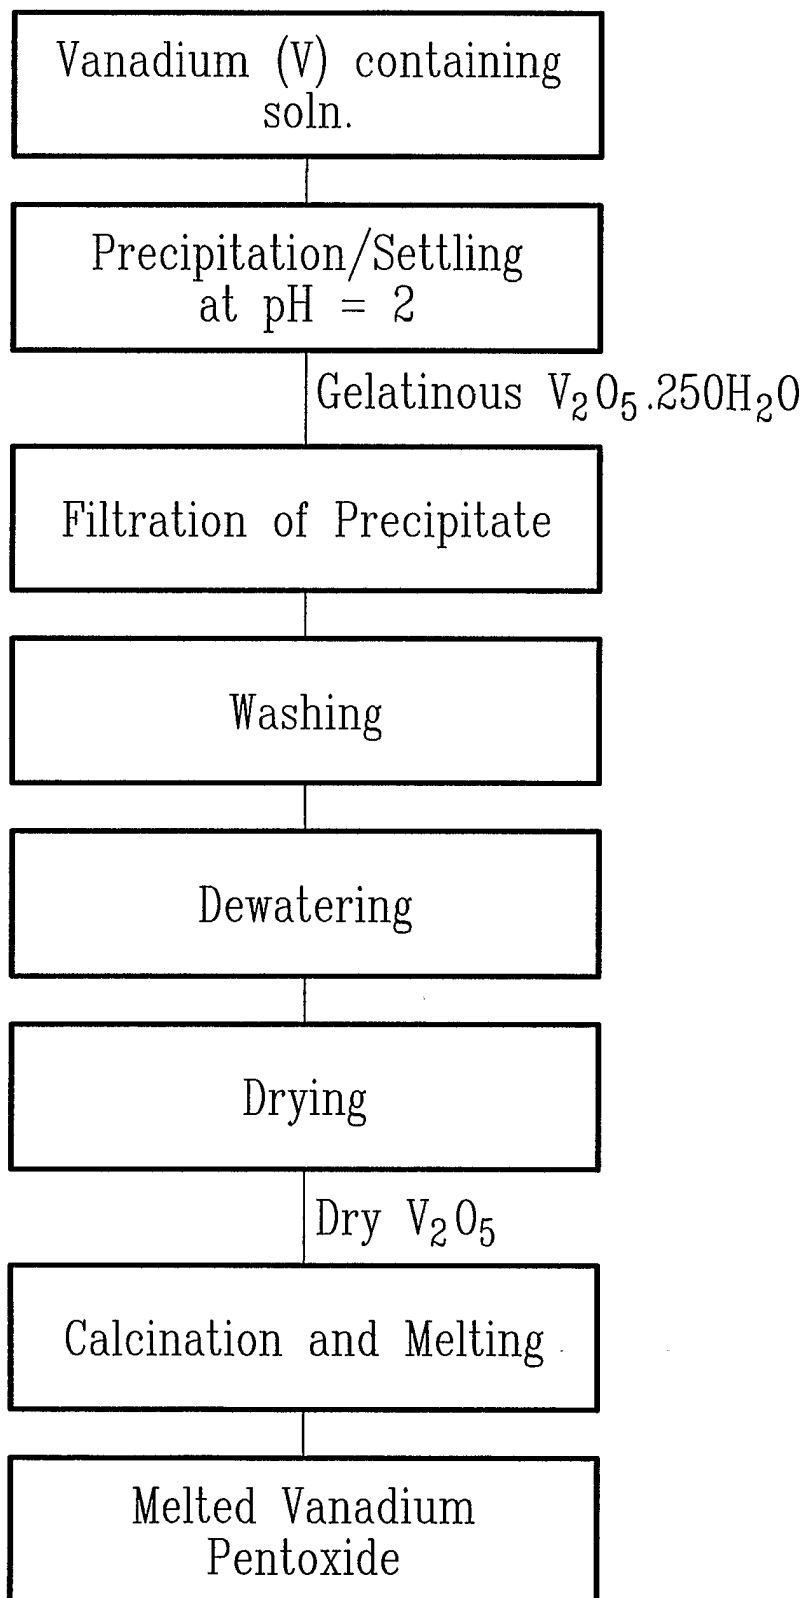 Vanadium (V) containing
soln.
Precipitation/Settling
at pH = 2
Gelatinous V₂O₅.250H₂O
Filtration of Precipitate
Washing
Dewatering
Drying
Dry V₂O₅
Calcination and Melting
Melted Vanadium
Pentoxide